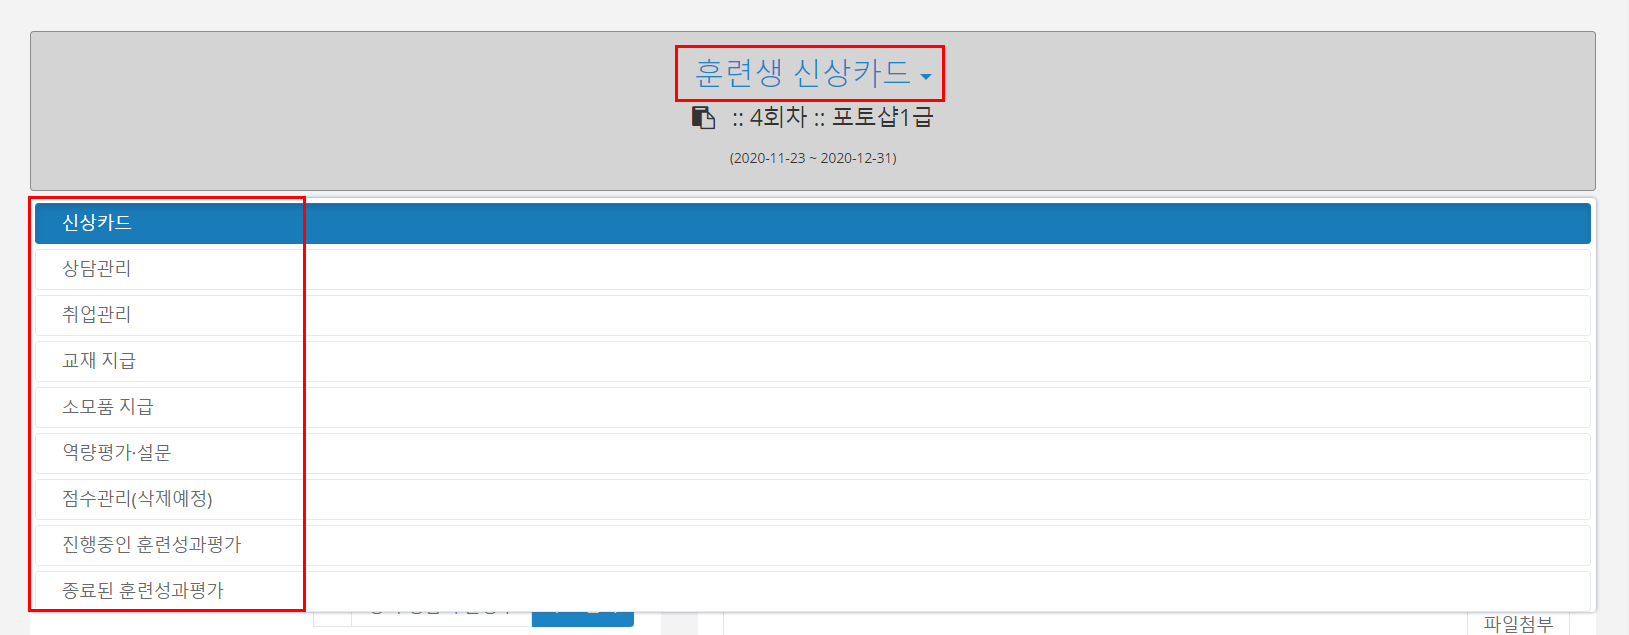 훈련생 신상카드
:: 4회차 :: 포토샵1급
(2020-11-23 ~ 2020-12-31)
신상카드
상담관리
취업관리
교재 지급
소모품 지급
역량평가·설문
점수관리(삭제예정)
진행중인 훈련성과평가
종료된 훈련성과평가
파일첨부